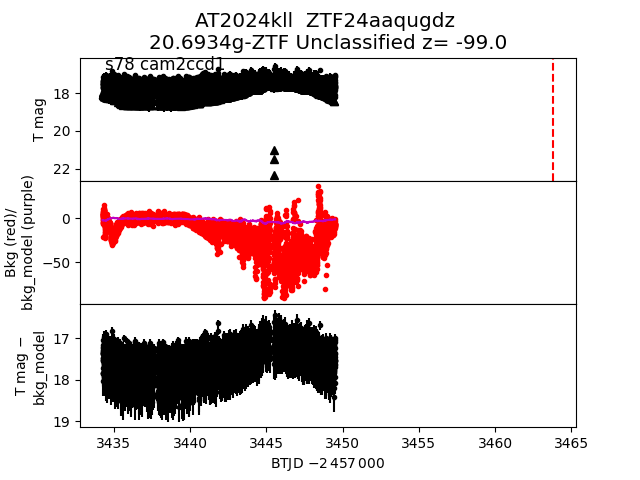 AT2024kll  ZTF24aaqugdz
20.6934g-ZTF Unclassified z= -99.0
s78 cam2ccd1
T mag
18
20
22
Bkg (red)/
bkg_model (purple)
0
−50
T mag −
bkg_model
17
18
19
3435 3440 3445 3450 3455 3460 3465
BTJD −2 457 000